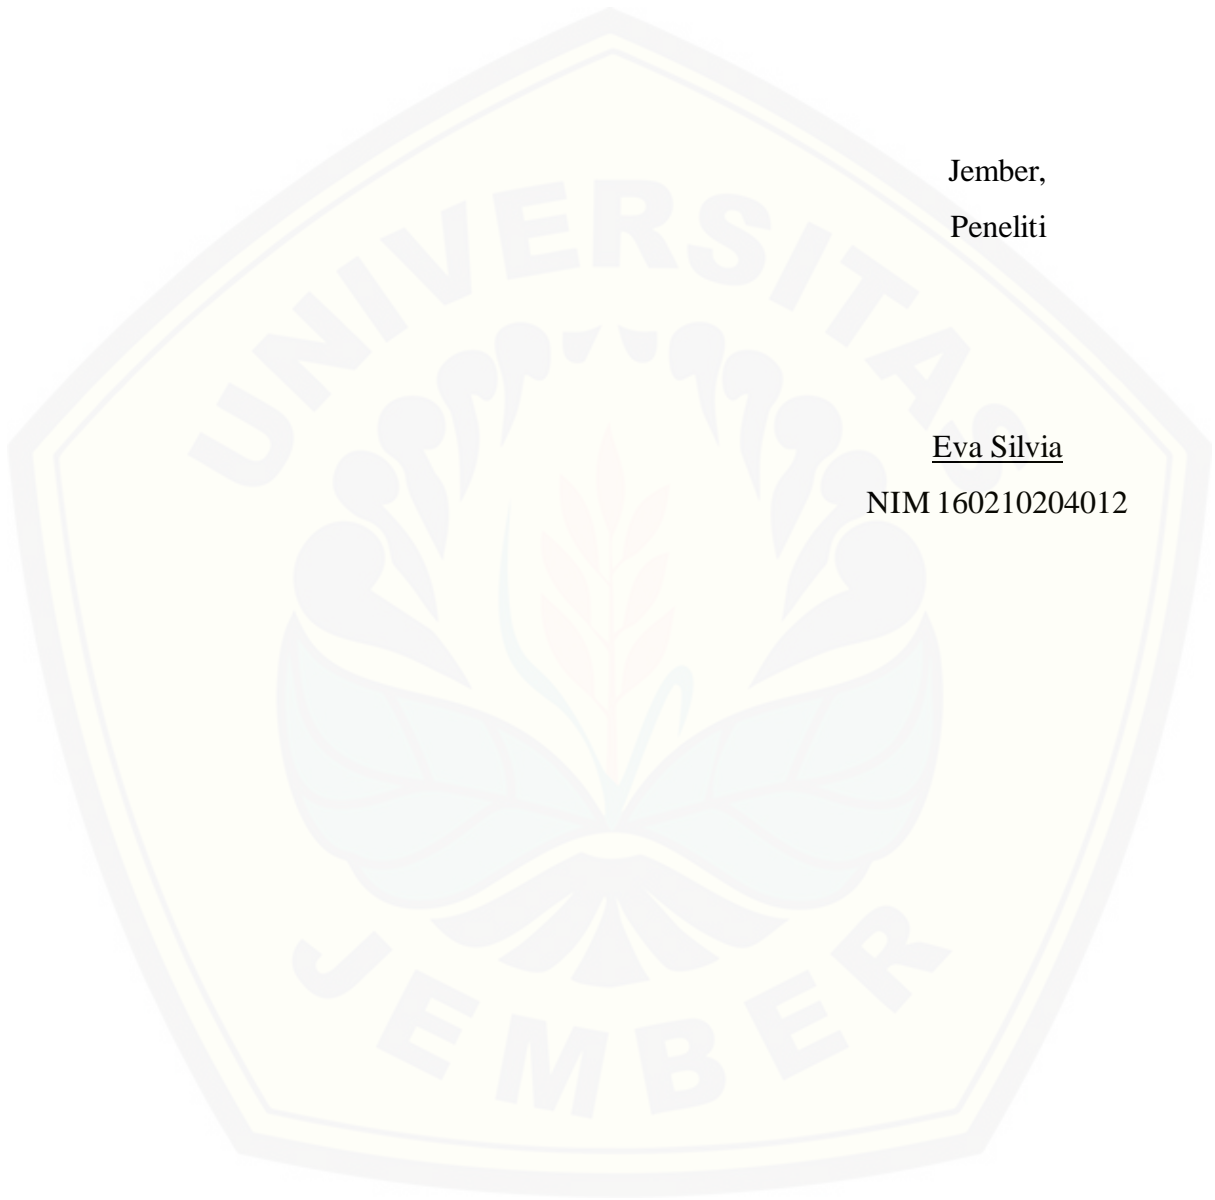 Jember,
Peneliti
Eva Silvia
NIM 160210204012
UNIVERSITAS
JEMBER